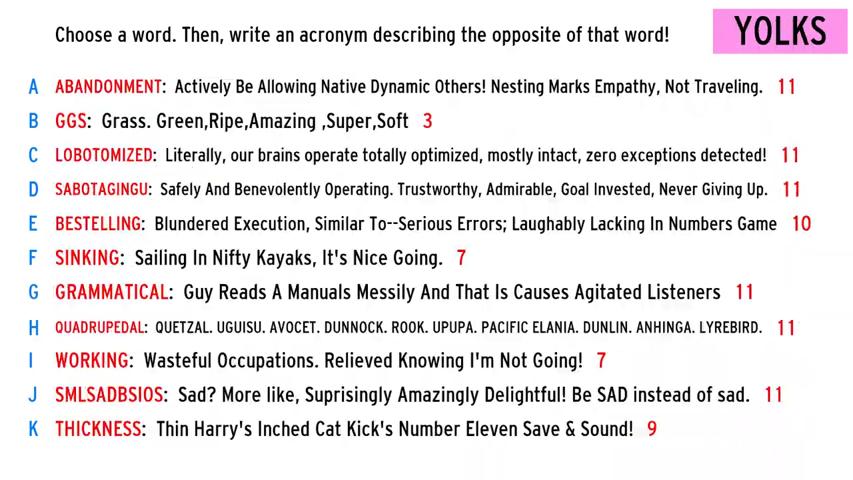 Choose a word. Then, write an acronym describing the opposite of that word!
YOLKS
A ABANDONMENT: Actively Be Allowing Native Dynamic Others! Nesting Marks Empathy, Not Traveling. 11
B GGS: Grass. Green,Ripe,Amazing ,Super,Soft 3
C LOBOTOMIZED: Literally, our brains operate totally optimized, mostly intact, zero exceptions detected! 11
D SABOTAGINGU: Safely And Benevolently Operating. Trustworthy, Admirable, Goal Invested, Never Giving Up. 11
E BESTELLING: Blundered Execution, Similar To--Serious Errors; Laughably Lacking In Numbers Game 10
F SINKING: Sailing In Nifty Kayaks, It's Nice Going. 7
G GRAMMATICAL: Guy Reads A Manuals Messily And That Is Causes Agitated Listeners 11
H QUADRUPEDAL: QUETZAL. UGUISU. AVOCET. DUNNOCK. ROOK. UPUPA. PACIFIC ELANIA. DUNLIN. ANHINGA. LYREBIRD. 11
I WORKING: Wasteful Occupations. Relieved Knowing I'm Not Going! 7
J SMLSADBSIOS: Sad? More like, Suprisingly Amazingly Delightful! Be SAD instead of sad. 11
K THICKNESS: Thin Harry's Inched Cat Kick's Number Eleven Save & Sound! 9